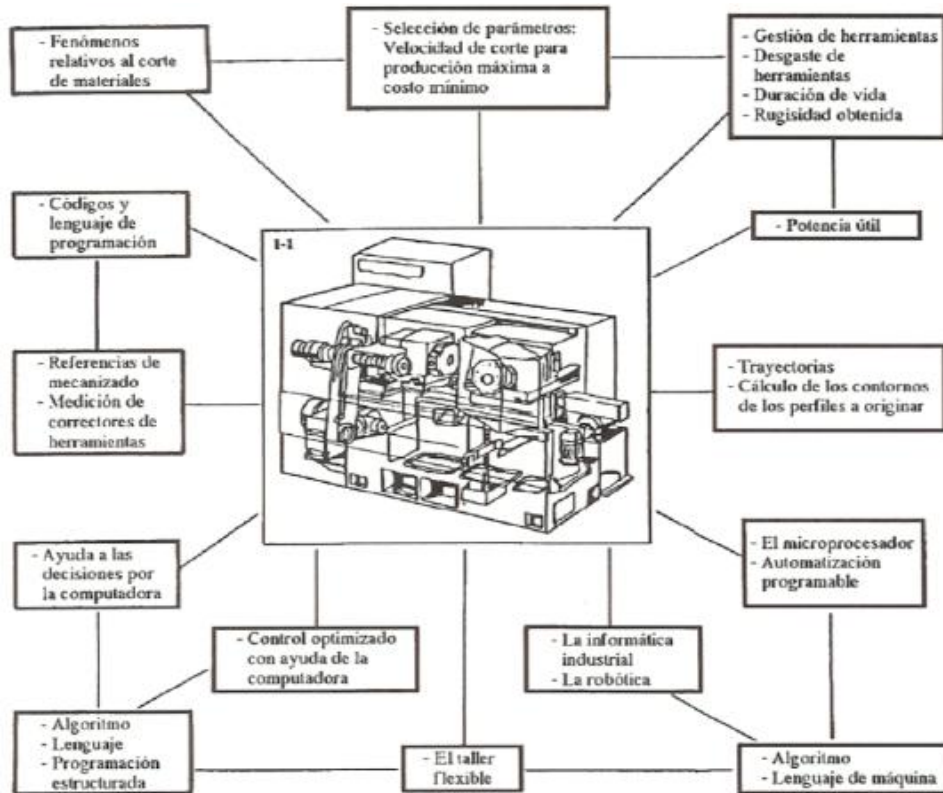 - Fenómenos
relativos al corte
de materiales
- Selección de parámetros:
Velocidad de corte para
producción máxima a
costo mínimo
- Gestión de herramientas
- Desgaste de
herramientas
- Duración de vida
- Rugisidad obtenida
- Códigos y
lenguaje de
programación
I-1
- Potencia útil
- Referencias de
mecanizado
- Medición de
correctores de
herramientas
- Trayectorias
- Cálculo de los contornos
de los perfiles a originar
- Ayuda a las
decisiones por
la computadora
- El microprocesador
- Automatización
programable
- Control optimizado
con ayuda de la
computadora
- La informática
industrial
- La robótica
- Algoritmo
- Lenguaje
- Programación
estructurada
- El taller
flexible
- Algoritmo
- Lenguaje de máquina